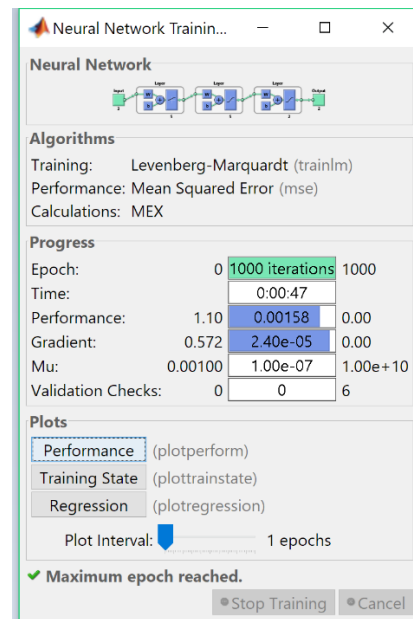 Neural Network Trainin...
Neural Network
Input
Layer
Layer
Layer
Output
W
b
W
b
W
b
Algorithms
Training: Levenberg-Marquardt (trainlm)
Performance: Mean Squared Error (mse)
Calculations: MEX
Progress
Epoch: 0 1000 iterations 1000
Time: 0:00:47
Performance: 1.10 0.00158 0.00
Gradient: 0.572 2.40e-05 0.00
Mu: 0.00100 1.00e-07 1.00e+10
Validation Checks: 0 0 6
Plots
Performance (plotperform)
Training State (plottrainstate)
Regression (plotregression)
Plot Interval: 1 epochs
Maximum epoch reached.
Stop Training Cancel